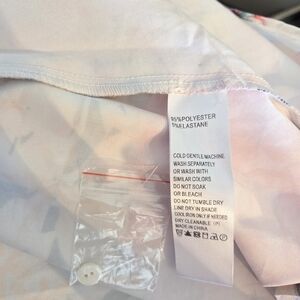 95%POLYESTER
5%ELASTANE
COLD GENTLE MACHINE
WASH,SEPARATELY
OR WASH WITH
SIMILAR COLORS
DO NOT SOAK
OR BLEACH
DO NOT TUMBLE DRY
LINE DRY IN SHADE
COOL IRON ONLY IF NEEDED
DRY CLEANABLE (P)
MADE IN CHINA